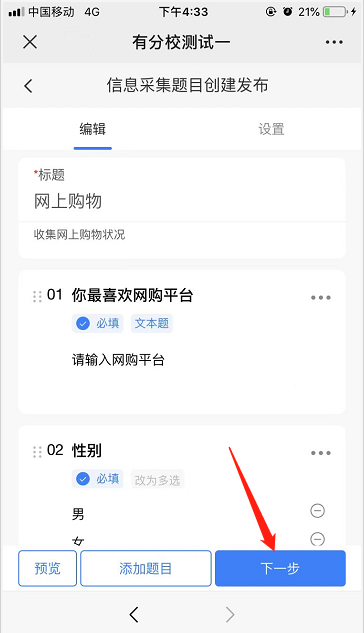 中国移动 4G 下午4:33 21%
有分校测试一
信息采集题目创建发布
编辑 设置
*标题
网上购物
收集网上购物状况
01 你最喜欢网购平台
必填 文本题
请输入网购平台
02 性别
必填 改为多选
男
女
预览 添加题目 下一步